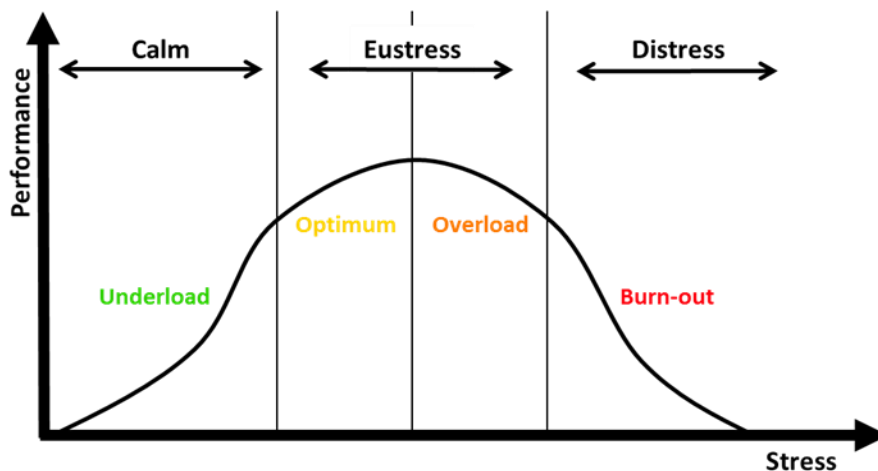 Calm
Eustress
Distress
Performance
Optimum
Overload
Underload
Burn-out
Stress